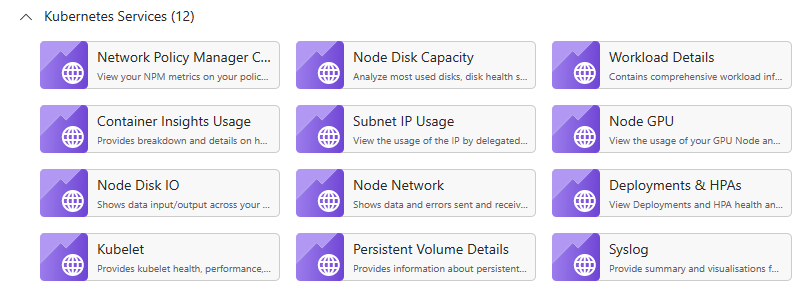 Kubernetes Services (12)
Network Policy Manager C...
View your NPM metrics on your polic...
Node Disk Capacity
Analyze most used disks, disk health s...
Workload Details
Contains comprehensive workload inf...
Container Insights Usage
Provides breakdown and details on h...
Subnet IP Usage
View the usage of the IP by delegated...
Node GPU
View the usage of your GPU Node an...
Node Disk IO
Shows data input/output across your ...
Node Network
Shows data and errors sent and receiv...
Deployments & HPAs
View Deployments and HPA health an...
Kubelet
Provides kubelet health, performance,...
Persistent Volume Details
Provides information about persistent...
Syslog
Provide summary and visualisations f...